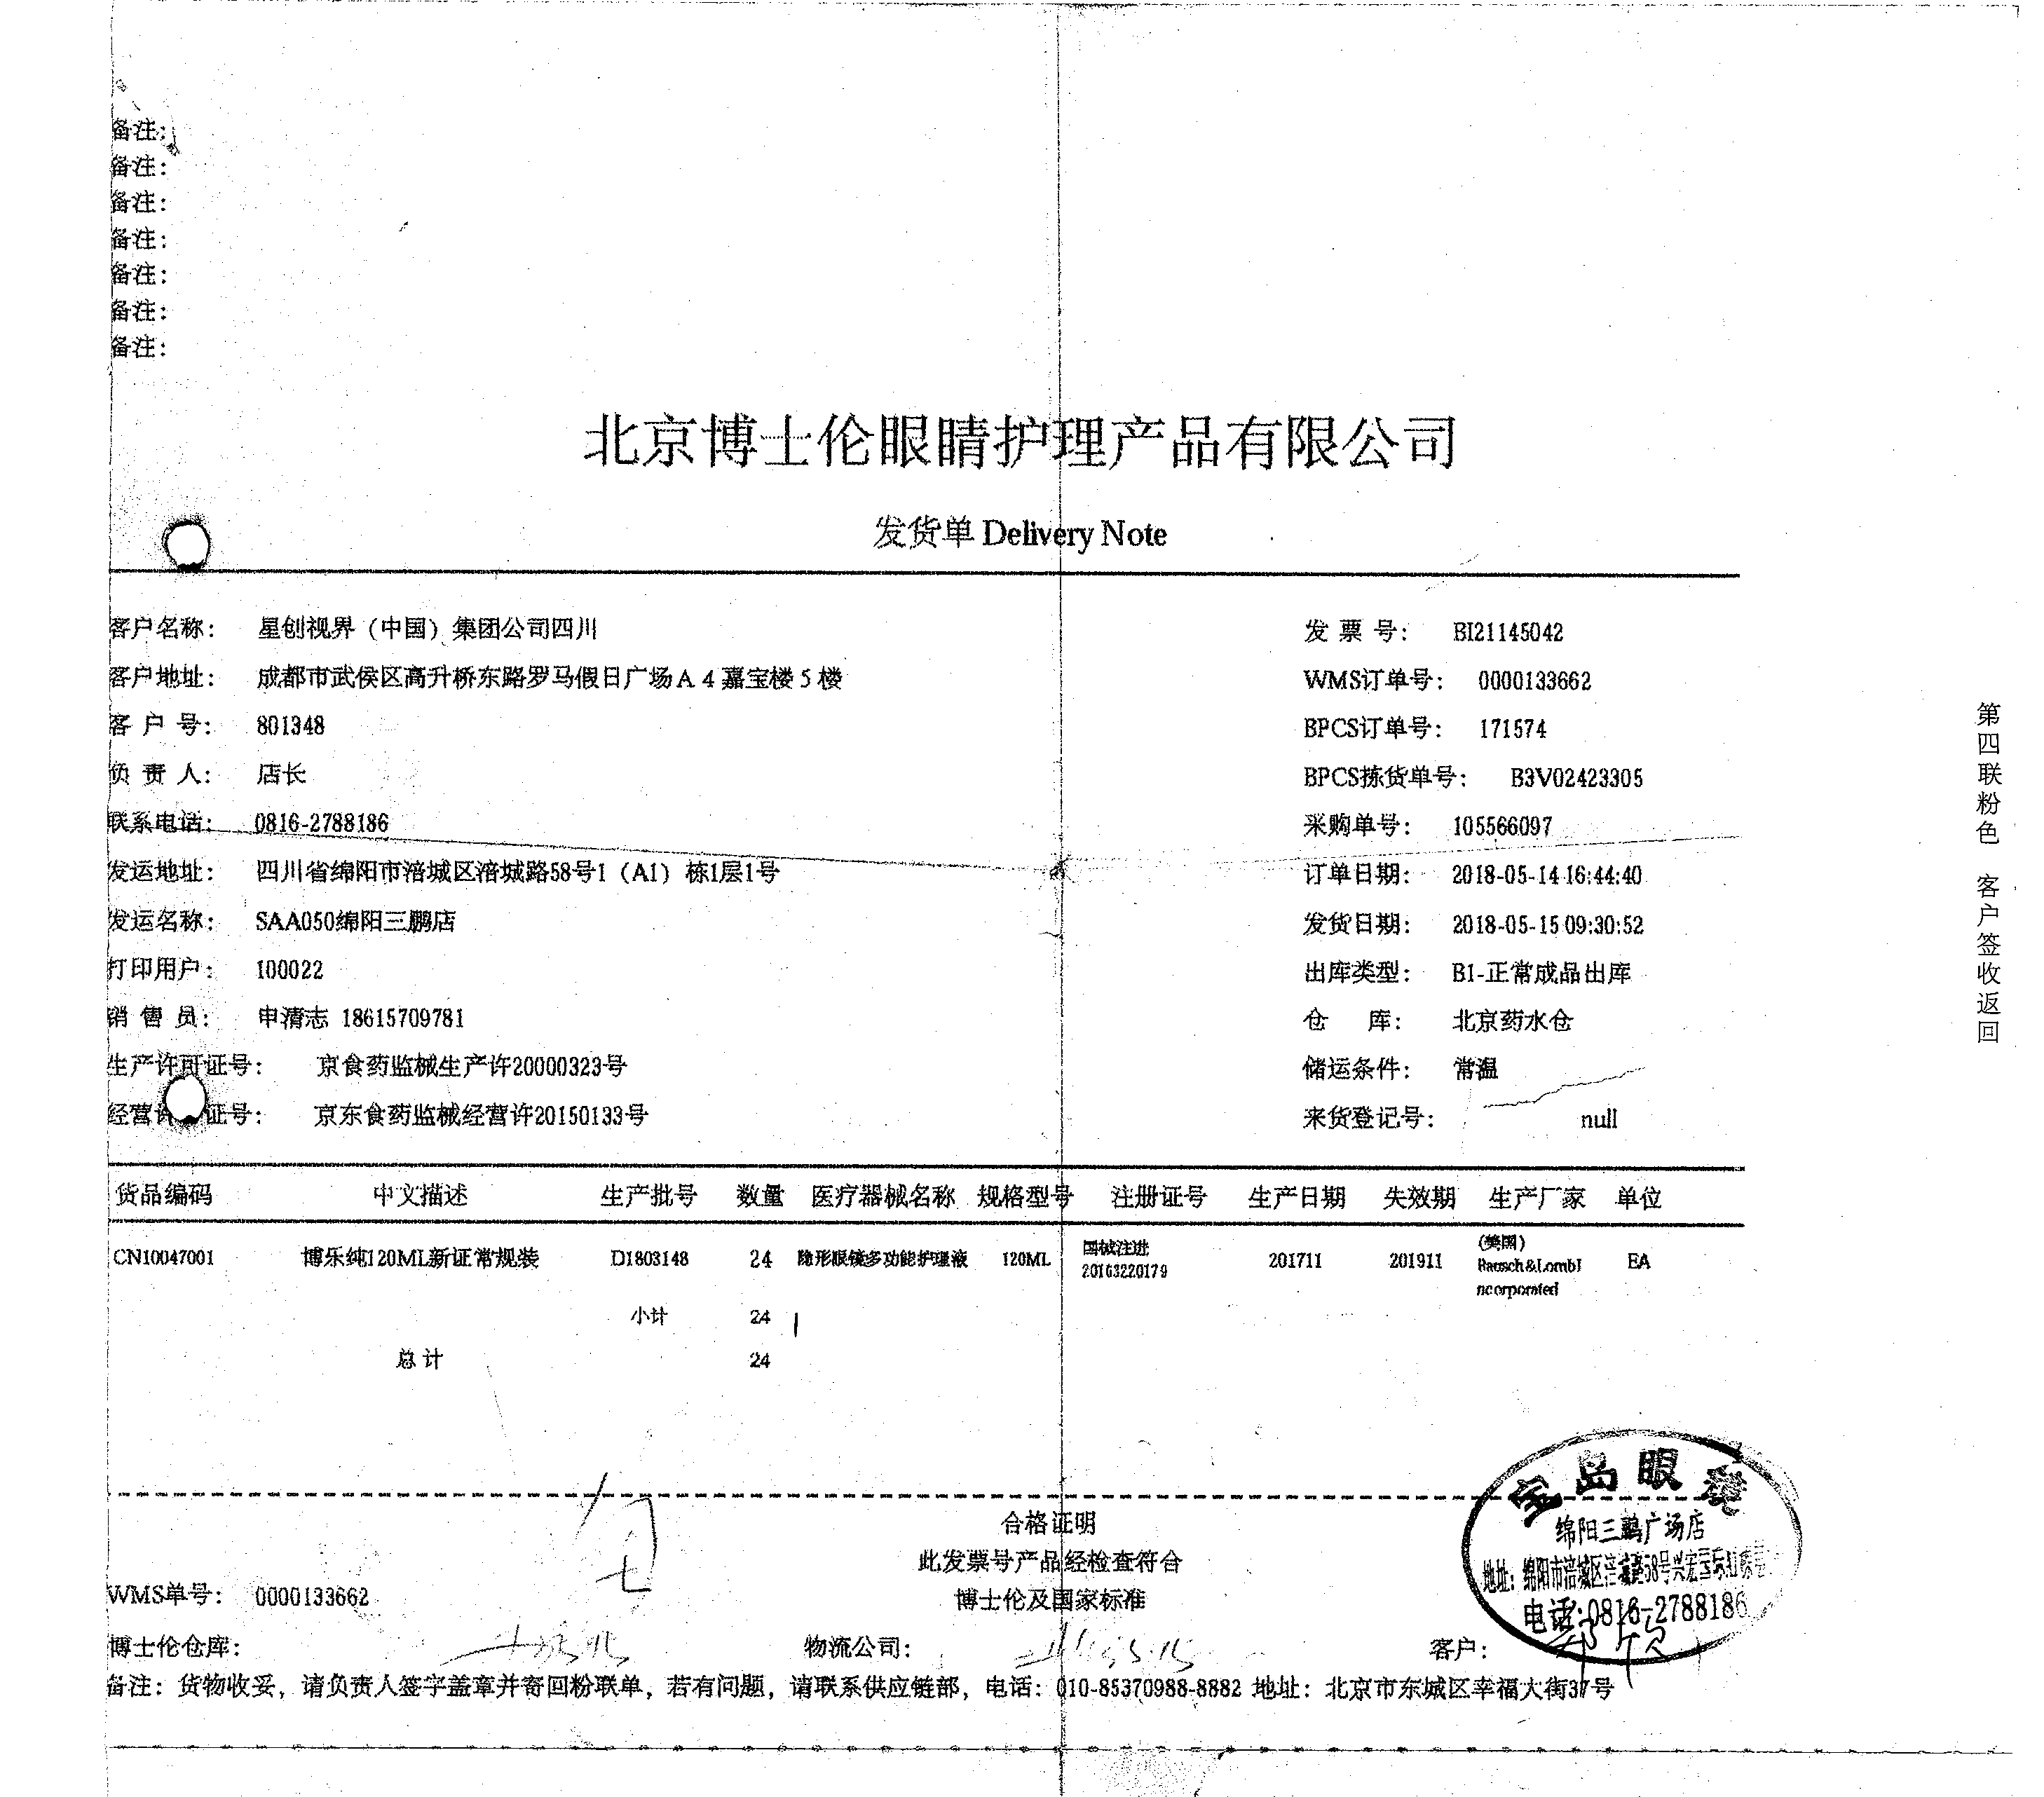 备注：
备注：
备注：
备注：
备注：
备注：
备注：
北京博士伦眼睛护理产品有限公司
发货单 Delivery Note
客户名称： 星创视界（中国）集团公司四川 发 票 号： BI21145042
客户地址： 成都市武侯区高升桥东路罗马假日广场A 4 嘉宝楼 5 楼 WMS订单号： 0000133662
客 户 号： 801348 BPCS订单号： 171574
负 责 人： 店长 BPCS拣货单号： B3V02423305
联系电话： 0816-2788186 采购单号： 105566097
发运地址： 四川省绵阳市涪城区涪城路58号1（A1）栋1层1号 订单日期： 2018-05-14 16:44:40
发运名称： SAA050绵阳三鹏店 发货日期： 2018-05-15 09:30:52
打印用户： 100022 出库类型： B1-正常成品出库
销 售 员： 申清志 18615709781 仓 库： 北京药水仓
生产许可证号： 京食药监械生产许20000323号 储运条件： 常温
经营许 证号： 京东食药监械经营许20150133号 来货登记号： null
第四联粉色 客户签收返回
货品编码 中文描述 生产批号 数量 医疗器械名称 规格型号 注册证号 生产日期 失效期 生产厂家 单位
CN10047001 博乐纯120ML新证常规装 D1803148 24 隐形眼镜多功能护理液 120ML 国械注进20163220179 201711 201911 (美国)Bausch&LombIncorporated EA
小计 24
总计 24
宝岛眼镜
绵阳三鹏广场店
地址：绵阳市涪城区涪城路58号兴宏
电话:0816-2788186
合格证明
此发票号产品经检查符合
博士伦及国家标准
WMS单号： 0000133662
博士伦仓库： 物流公司： 客户：
备注：货物收妥，请负责人签字盖章并寄回粉联单，若有问题，请联系供应链部，电话：010-85370988-8882 地址：北京市东城区幸福大街37号